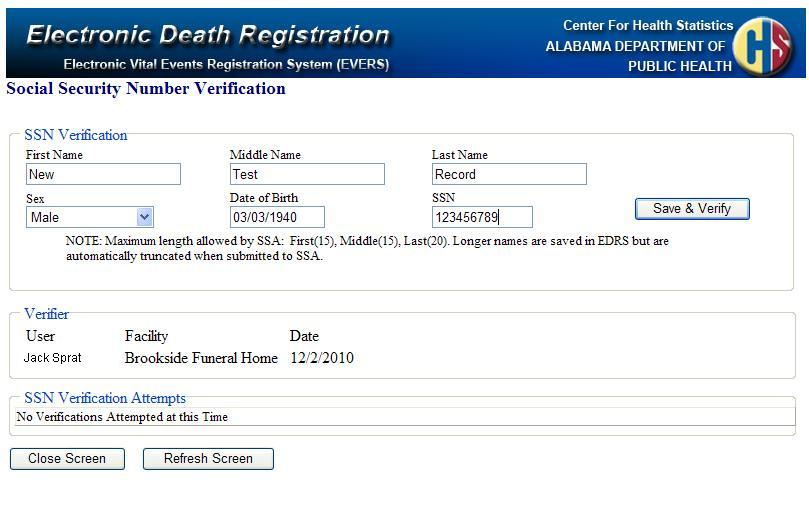 Electronic Death Registration
Electronic Vital Events Registration System (EVERS)
Center For Health Statistics
ALABAMA DEPARTMENT OF
PUBLIC HEALTH
CHS
Social Security Number Verification
SSN Verification
First Name Middle Name Last Name
New Test Record
Sex Date of Birth SSN
Male 03/03/1940 123456789 Save & Verify
NOTE: Maximum length allowed by SSA: First(15), Middle(15), Last(20). Longer names are saved in EDRS but are
automatically truncated when submitted to SSA.
Verifier
User Facility Date
Jack Sprat Brookside Funeral Home 12/2/2010
SSN Verification Attempts
No Verifications Attempted at this Time
Close Screen Refresh Screen